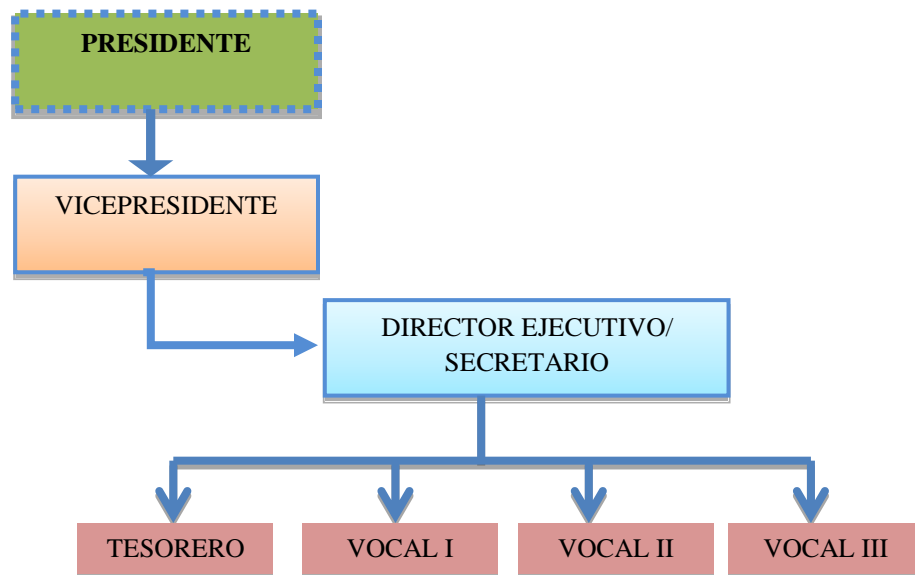 PRESIDENTE
VICEPRESIDENTE
DIRECTOR EJECUTIVO/
SECRETARIO
TESORERO
VOCAL I
VOCAL II
VOCAL III